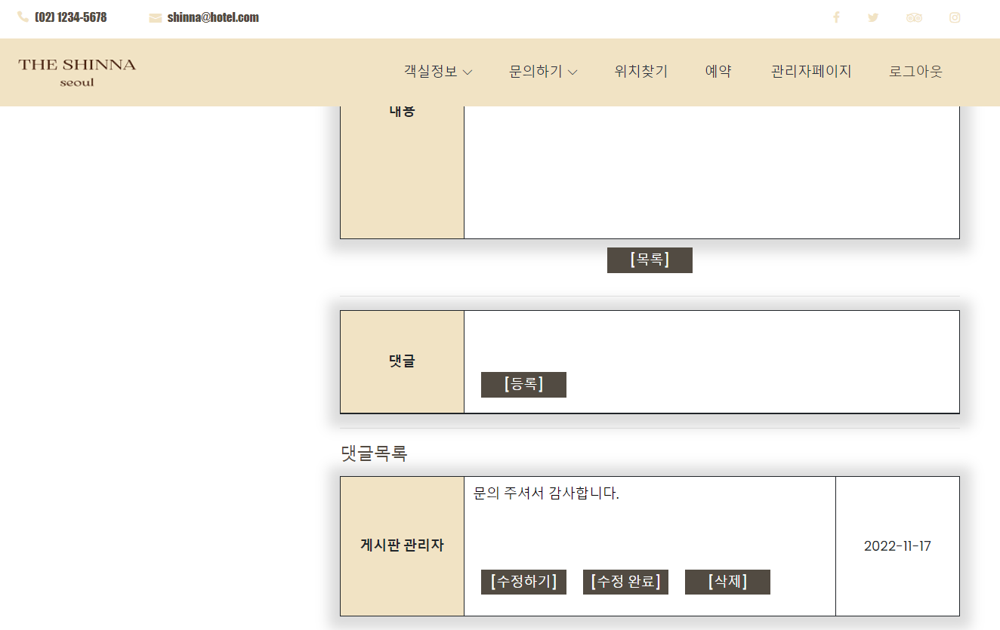 (02) 1234-5678
shinna@hotel.com
THE SHINNA
seoul
객실정보
문의하기
위치찾기
예약
관리자페이지
로그아웃
내용
[목록]
댓글
[등록]
댓글목록
게시판 관리자
문의 주셔서 감사합니다.
[수정하기]
[수정 완료]
[삭제]
2022-11-17